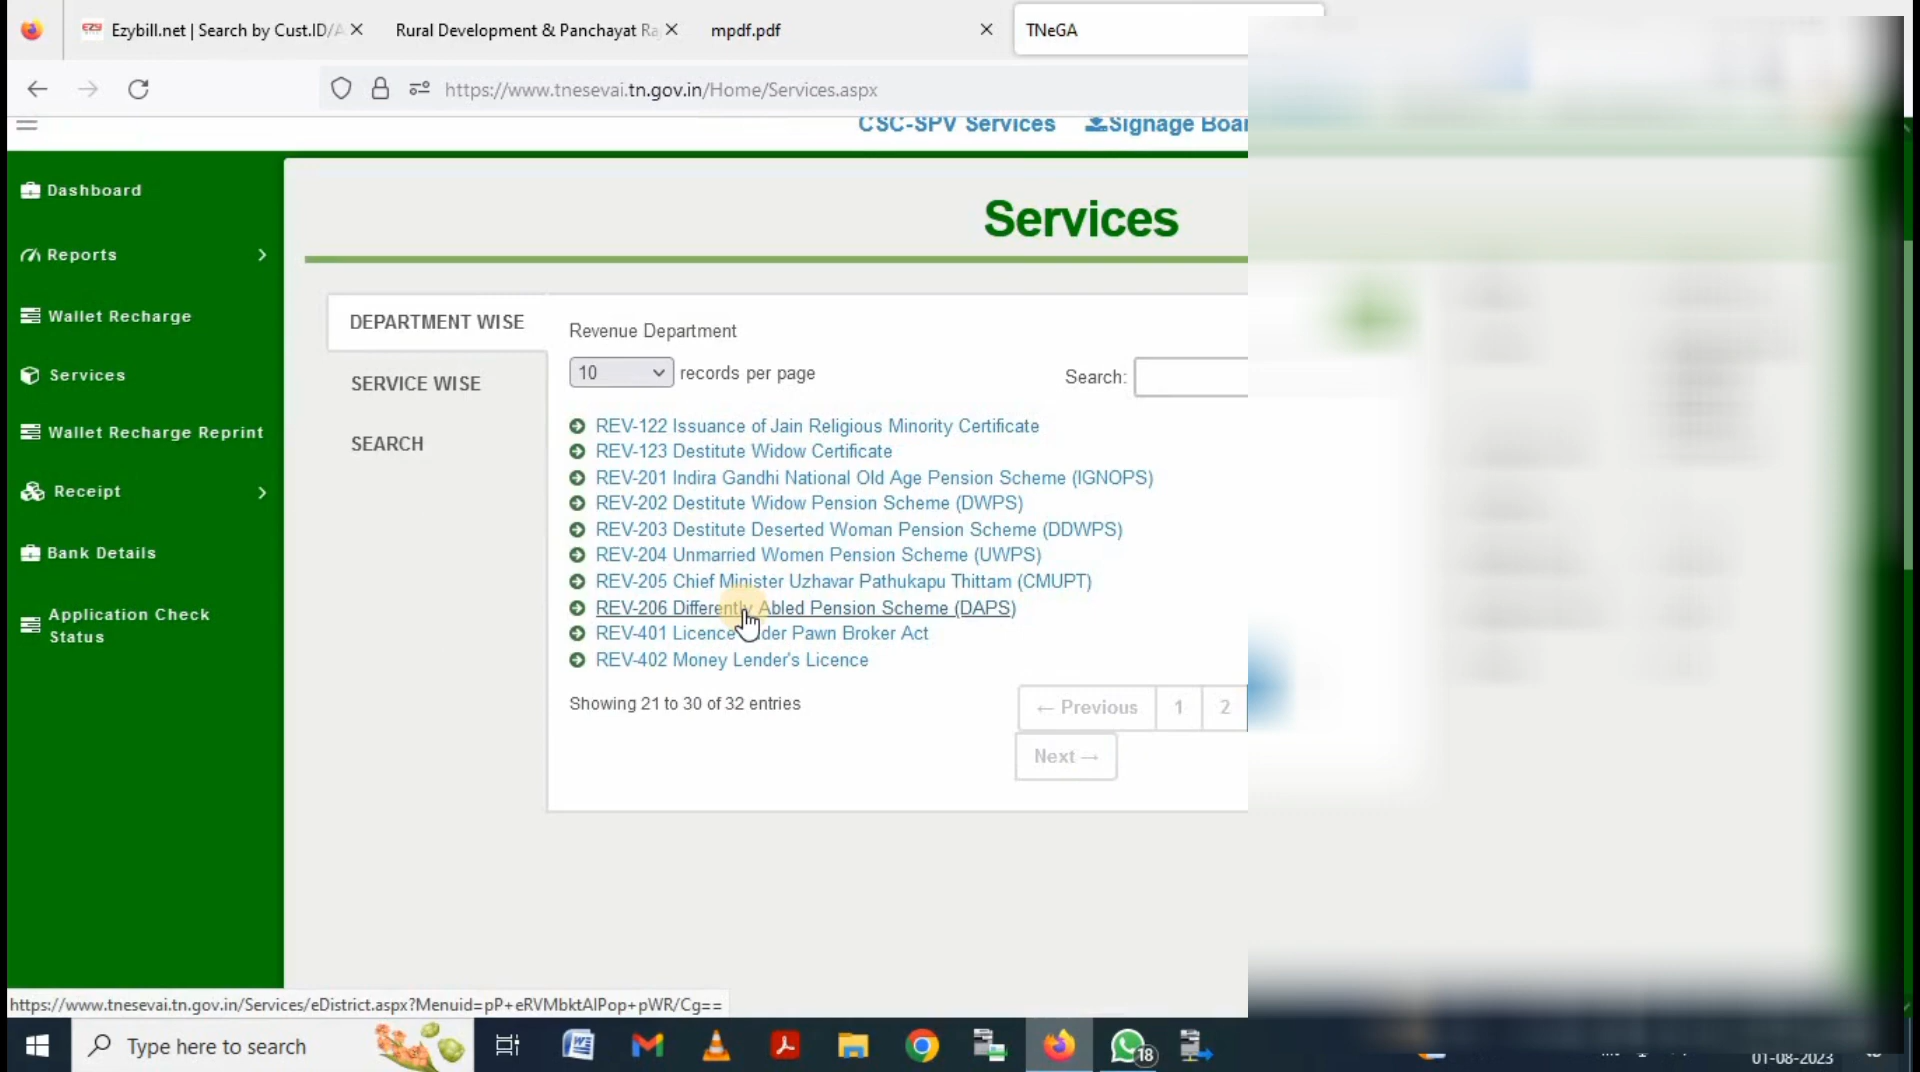 Ezybill.net | Search by Cust.ID/A
Rural Development & Panchayat Ra
mpdf.pdf
TNeGA
https://www.tnesevai.tn.gov.in/Home/Services.aspx
CSC-SPV Services
Signage Boar
Dashboard
Reports
Wallet Recharge
Services
Wallet Recharge Reprint
Receipt
Bank Details
Application Check
Status
Services
DEPARTMENT WISE
SERVICE WISE
SEARCH
Revenue Department
10 records per page
Search:
REV-122 Issuance of Jain Religious Minority Certificate
REV-123 Destitute Widow Certificate
REV-201 Indira Gandhi National Old Age Pension Scheme (IGNOPS)
REV-202 Destitute Widow Pension Scheme (DWPS)
REV-203 Destitute Deserted Woman Pension Scheme (DDWPS)
REV-204 Unmarried Women Pension Scheme (UWPS)
REV-205 Chief Minister Uzhavar Pathukapu Thittam (CMUPT)
REV-206 Differently Abled Pension Scheme (DAPS)
REV-401 Licence der Pawn Broker Act
REV-402 Money Lender's Licence
Showing 21 to 30 of 32 entries
← Previous 1 2
Next →
https://www.tnesevai.tn.gov.in/Services/eDistrict.aspx?Menuid=pP+eRVMbktAlPop+pWR/Cg==
Type here to search
18
01-08-2023